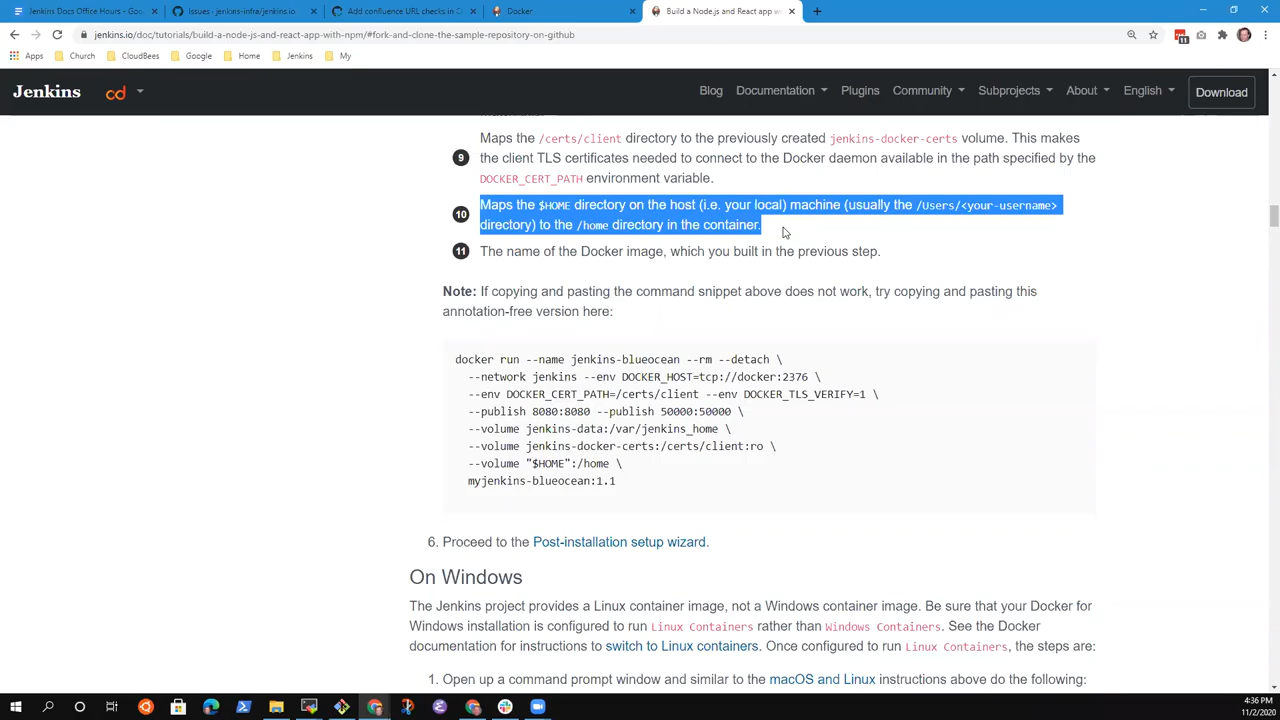 Jenkins Docs Office Hours - Goo
Issues · jenkins-infra/jenkins.io
Add confluence URL checks in C
Docker
Build a Node.js and React app w
jenkins.io/doc/tutorials/build-a-node-js-and-react-app-with-npm/#fork-and-clone-the-sample-repository-on-github
11
Apps
Church
CloudBees
Google
Home
Jenkins
My
Jenkins
cd
Blog
Documentation
Plugins
Community
Subprojects
About
English
Download
Maps the /certs/client directory to the previously created jenkins-docker-certs volume. This makes
9 the client TLS certificates needed to connect to the Docker daemon available in the path specified by the
DOCKER_CERT_PATH environment variable.
Maps the $HOME directory on the host (i.e. your local) machine (usually the /Users/<your-username>
10 directory) to the /home directory in the container.
11 The name of the Docker image, which you built in the previous step.
Note: If copying and pasting the command snippet above does not work, try copying and pasting this
annotation-free version here:
docker run --name jenkins-blueocean --rm --detach \
--network jenkins --env DOCKER_HOST=tcp://docker:2376 \
--env DOCKER_CERT_PATH=/certs/client --env DOCKER_TLS_VERIFY=1 \
--publish 8080:8080 --publish 50000:50000 \
--volume jenkins-data:/var/jenkins_home \
--volume jenkins-docker-certs:/certs/client:ro \
--volume "$HOME":/home \
myjenkins-blueocean:1.1
6. Proceed to the Post-installation setup wizard.
On Windows
The Jenkins project provides a Linux container image, not a Windows container image. Be sure that your Docker for
Windows installation is configured to run Linux Containers rather than Windows Containers. See the Docker
documentation for instructions to switch to Linux containers. Once configured to run Linux Containers, the steps are:
1. Open up a command prompt window and similar to the macOS and Linux instructions above do the following:
4:36 PM
11/2/2020